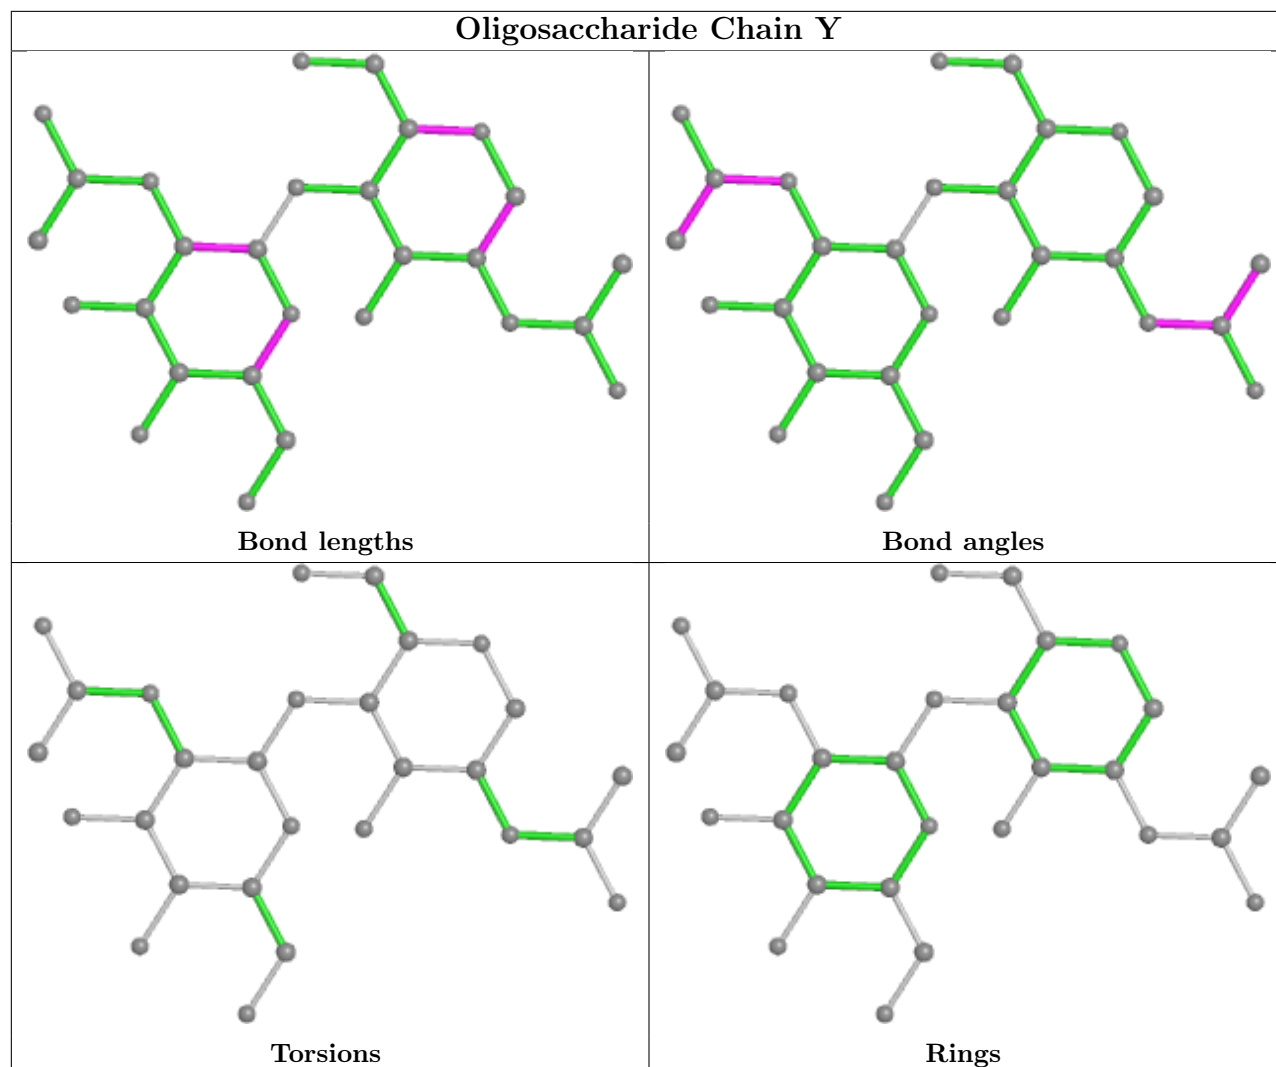 Oligosaccharide Chain Y
Bond lengths
Bond angles
Torsions
Rings